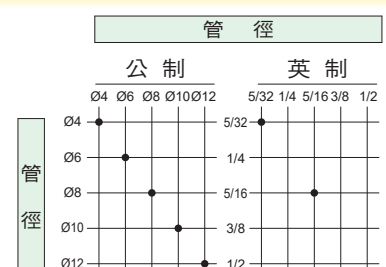 管 徑
公 制 英 制
Ø4 Ø6 Ø8 Ø10 Ø12 5/32 1/4 5/16 3/8 1/2
Ø4 5/32
Ø6 1/4
管
Ø8 5/16
徑
Ø10 3/8
Ø12 1/2